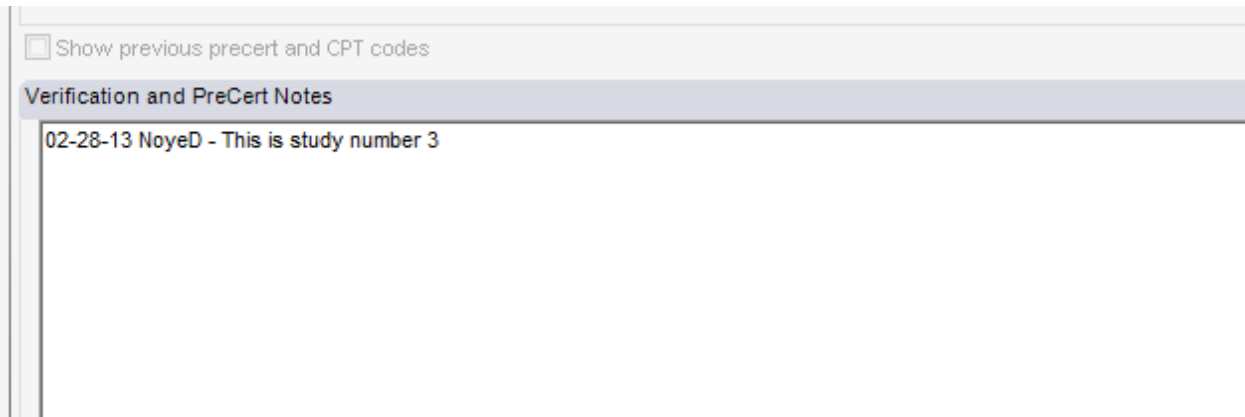 Show previous precert and CPT codes
Verification and PreCert Notes
02-28-13 NoyeD - This is study number 3